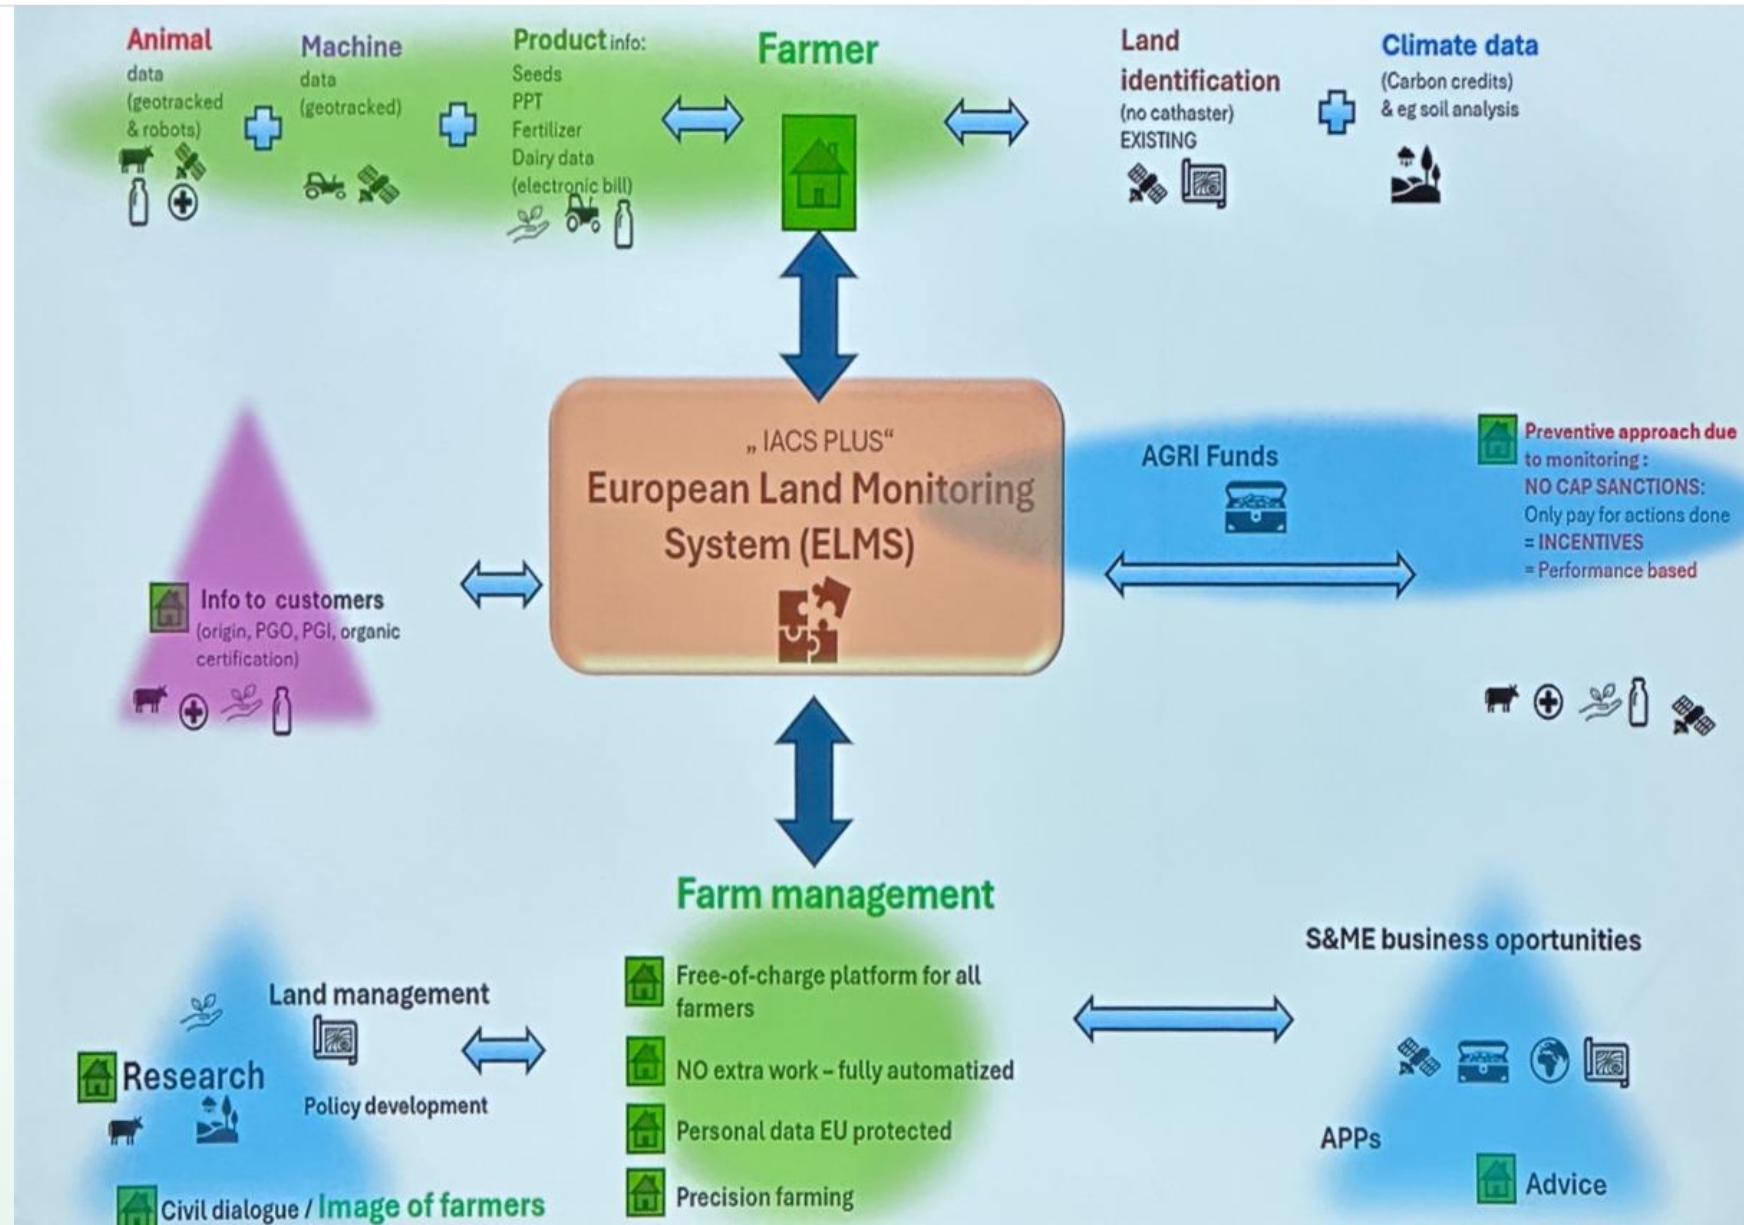 Animal
data
(geotracked
& robots)
Machine
data
(geotracked)
Product info:
Seeds
PPT
Fertilizer
Dairy data
(electronic bill)
Farmer
Land
identification
(no cathaster)
EXISTING
Climate data
(Carbon credits)
& eg soil analysis
„ IACS PLUS“
European Land Monitoring
System (ELMS)
AGRI Funds
Preventive approach due
to monitoring :
NO CAP SANCTIONS:
Only pay for actions done
= INCENTIVES
= Performance based
Info to customers
(origin, PGO, PGI, organic
certification)
Farm management
Free-of-charge platform for all
farmers
NO extra work – fully automatized
Personal data EU protected
Precision farming
Land management
Research
Policy development
Civil dialogue / Image of farmers
S&ME business oportunities
APPs
Advice